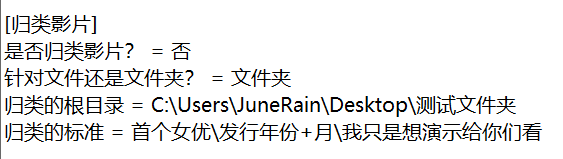 [归类影片]
是否归类影片？ = 否
针对文件还是文件夹？ = 文件夹
归类的根目录 = C:\Users\JuneRain\Desktop\测试文件夹
归类的标准 = 首个女优\发行年份+月\我只是想演示给你们看